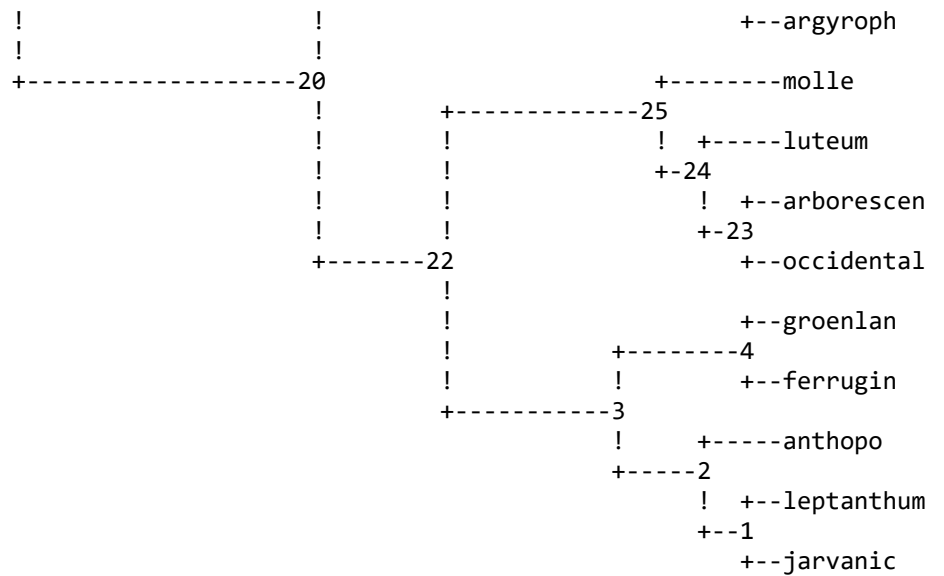 !                     !                               +--argyroph
!                     !
+--------------------20                         +--------molle
                      !         +--------------25
                      !         !               !  +-----luteum
                      !         !               +-24
                      !         !                  !  +--arborescen
                      !         !                  +-23
                      +-------22                      +--occidental
                                !
                                !                     +--groenlan
                                !            +--------4
                                !            !        +--ferrugin
                                +------------3
                                             !     +-----anthopo
                                             +-----2
                                                   !  +--leptanthum
                                                   +--1
                                                      +--jarvanic